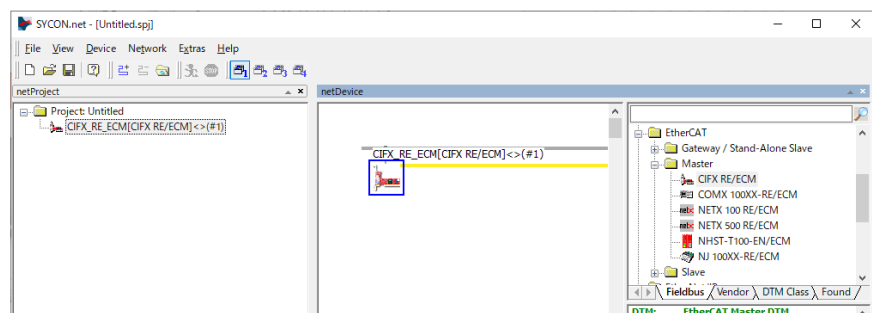 SYCON.net - [Untitled.spj]
File View Device Network Extras Help
netProject
netDevice
Project: Untitled
CIFX_RE_ECM[CIFX RE/ECM]<>(#1)
CIFX_RE_ECM[CIFX RE/ECM]<>(#1)
EtherCAT
Gateway / Stand-Alone Slave
Master
CIFX RE/ECM
COMX 100XX-RE/ECM
NETX 100 RE/ECM
NETX 500 RE/ECM
NHST-T100-EN/ECM
NJ 100XX-RE/ECM
Slave
Fieldbus Vendor DTM Class Found
DTM: EtherCAT Master DTM